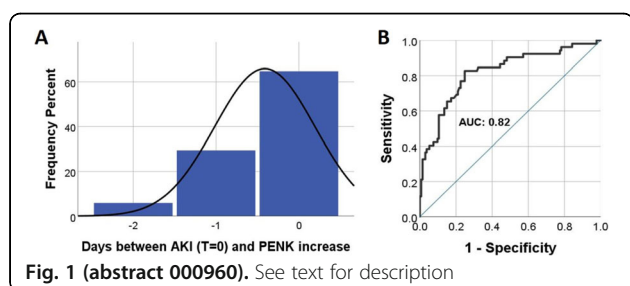 A
Frequency Percent
60
40
20
0
-2
-1
0
Days between AKI (T=0) and PENK increase
B
Sensitivity
1.0
0.8
0.6
0.4
0.2
0.0
AUC: 0.82
0.0
0.2
0.4
0.6
0.8
1.0
1 - Specificity
Fig. 1 (abstract 000960). See text for description